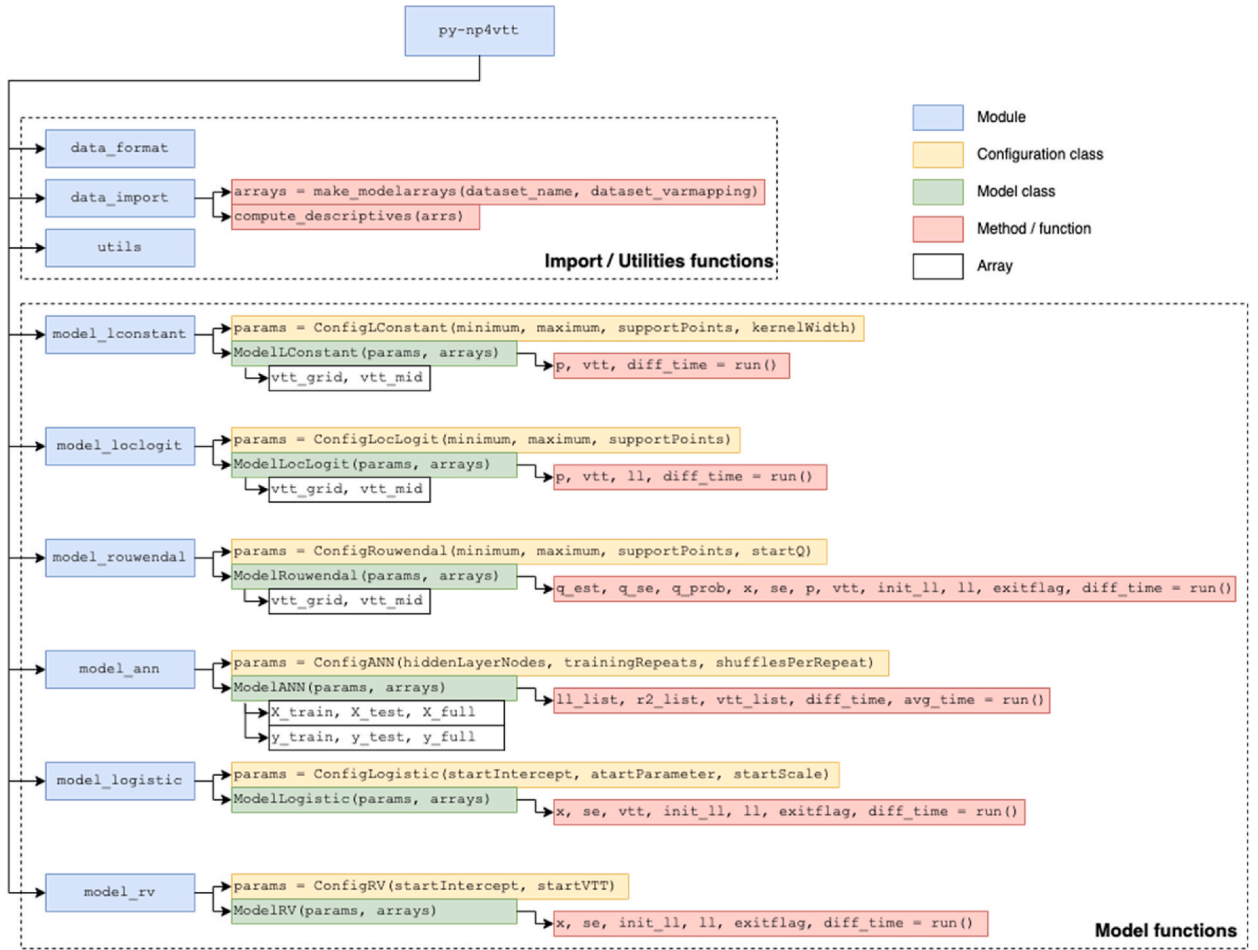 py-np4vtt
Module
Configuration class
Model class
Method / function
Array
data_format
data_import
arrays = make_modelarrays(dataset_name, dataset_varmapping)
compute_descriptives(arrs)
utils
Import / Utilities functions
model_lconstant
params = ConfigLConstant(minimum, maximum, supportPoints, kernelWidth)
ModelLConstant(params, arrays)
p, vtt, diff_time = run()
vtt_grid, vtt_mid
model_loclogit
params = ConfigLocLogit(minimum, maximum, supportPoints)
ModelLocLogit(params, arrays)
p, vtt, ll, diff_time = run()
vtt_grid, vtt_mid
model_rouwendal
params = ConfigRouwendal(minimum, maximum, supportPoints, startQ)
ModelRouwendal(params, arrays)
q_est, q_se, q_prob, x, se, p, vtt, init_ll, ll, exitflag, diff_time = run()
vtt_grid, vtt_mid
model_ann
params = ConfigANN(hiddenLayerNodes, trainingRepeats, shufflesPerRepeat)
ModelANN(params, arrays)
ll_list, r2_list, vtt_list, diff_time, avg_time = run()
X_train, X_test, X_full
y_train, y_test, y_full
model_logistic
params = ConfigLogistic(startIntercept, atartParameter, startScale)
ModelLogistic(params, arrays)
x, se, vtt, init_ll, ll, exitflag, diff_time = run()
model_rv
params = ConfigRV(startIntercept, startVTT)
ModelRV(params, arrays)
x, se, init_ll, ll, exitflag, diff_time = run()
Model functions